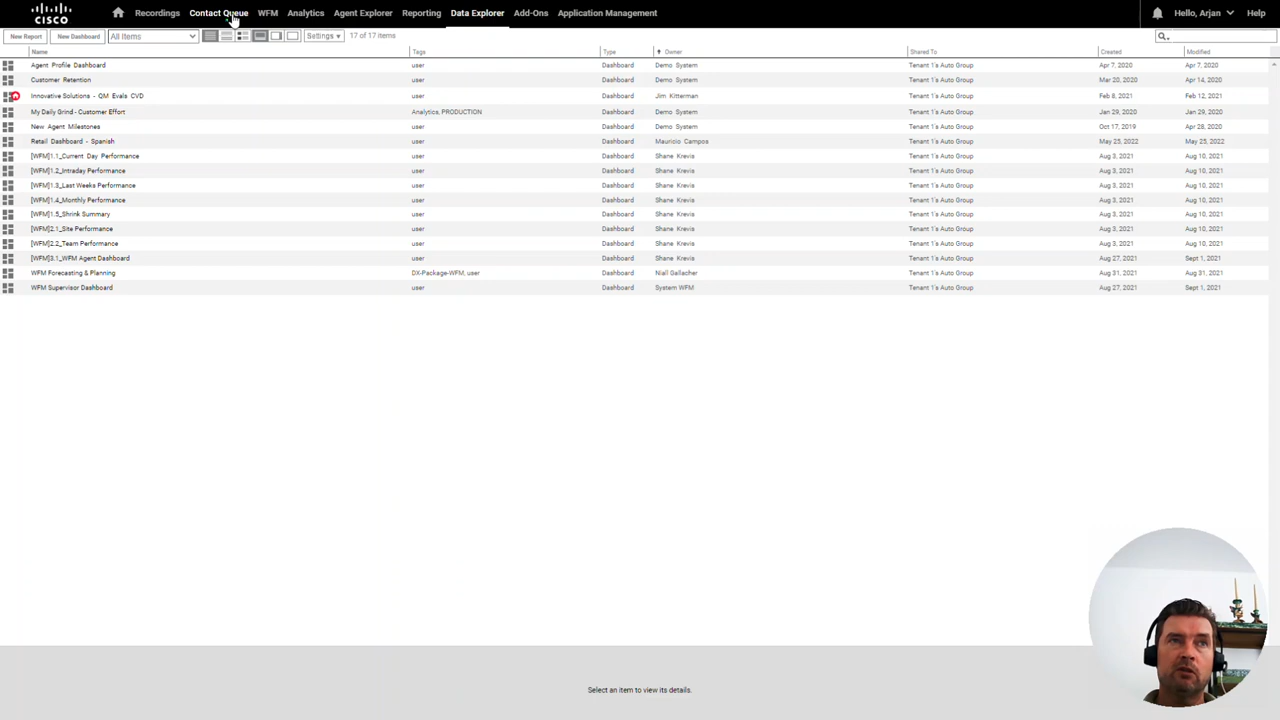 CISCO Recordings Contact Queue WFM Analytics Agent Explorer Reporting Data Explorer Add-Ons Application Management Hello, Arjan Help
New Report New Dashboard All Items Settings 17 of 17 items
Name Tags Type Owner Shared To Created Modified
Agent Profile Dashboard user Dashboard Demo System Tenant 1's Auto Group Apr 7, 2020 Apr 7, 2020
Customer Retention user Dashboard Demo System Tenant 1's Auto Group Mar 20, 2020 Apr 14, 2020
Innovative Solutions - QM Evals CVD user Dashboard Jim Kitterman Tenant 1's Auto Group Feb 8, 2021 Feb 12, 2021
My Daily Grind - Customer Effort Analytics, PRODUCTION Dashboard Demo System Tenant 1's Auto Group Jan 29, 2020 Jan 29, 2020
New Agent Milestones user Dashboard Demo System Tenant 1's Auto Group Oct 17, 2019 Apr 28, 2020
Retail Dashboard - Spanish user Dashboard Mauricio Campos Tenant 1's Auto Group May 25, 2022 May 25, 2022
[WFM]1.1_Current Day Performance user Dashboard Shane Krevis Tenant 1's Auto Group Aug 3, 2021 Aug 10, 2021
[WFM]1.2_Intraday Performance user Dashboard Shane Krevis Tenant 1's Auto Group Aug 3, 2021 Aug 10, 2021
[WFM]1.3_Last Weeks Performance user Dashboard Shane Krevis Tenant 1's Auto Group Aug 3, 2021 Aug 10, 2021
[WFM]1.4_Monthly Performance user Dashboard Shane Krevis Tenant 1's Auto Group Aug 3, 2021 Aug 10, 2021
[WFM]1.5_Shrink Summary user Dashboard Shane Krevis Tenant 1's Auto Group Aug 3, 2021 Aug 10, 2021
[WFM]2.1_Site Performance user Dashboard Shane Krevis Tenant 1's Auto Group Aug 3, 2021 Aug 10, 2021
[WFM]2.2_Team Performance user Dashboard Shane Krevis Tenant 1's Auto Group Aug 3, 2021 Aug 10, 2021
[WFM]3.1_WFM Agent Dashboard user Dashboard Shane Krevis Tenant 1's Auto Group Aug 27, 2021 Sept 1, 2021
WFM Forecasting & Planning DX-Package-WFM, user Dashboard Niall Gallacher Tenant 1's Auto Group Aug 31, 2021 Aug 31, 2021
WFM Supervisor Dashboard user Dashboard System WFM Tenant 1's Auto Group Aug 27, 2021 Sept 1, 2021
Select an item to view its details.